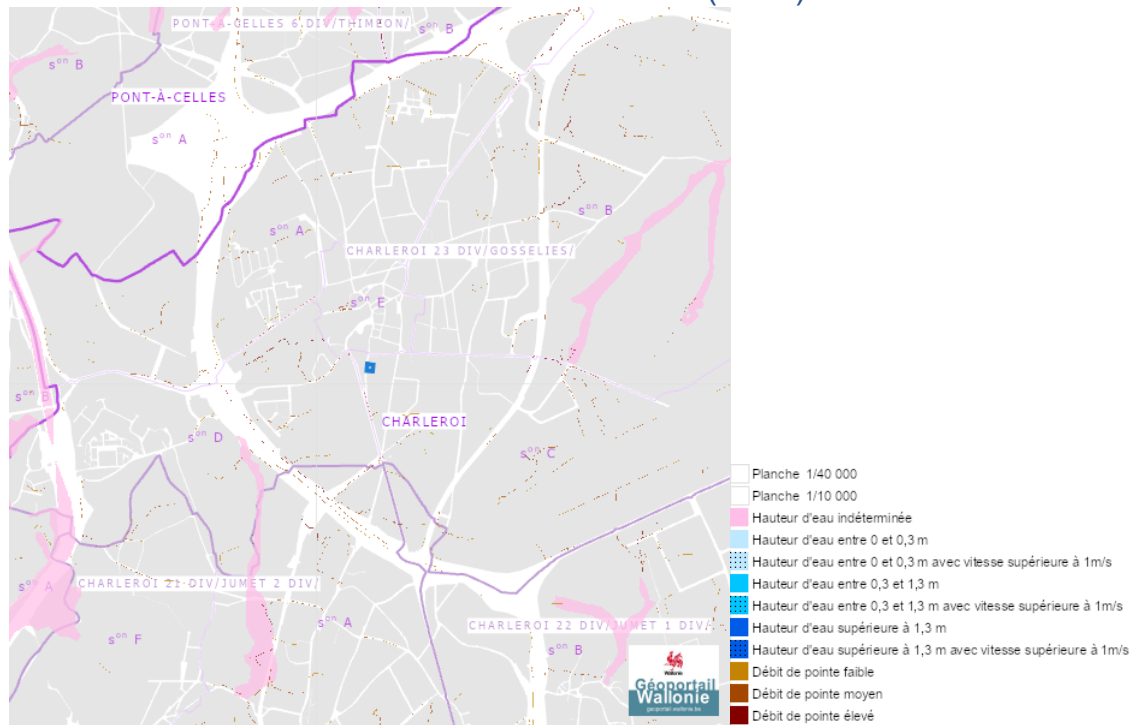 PONT-A-CELLES 6 DIV/THIMEON/
sᵒⁿ B
sᵒⁿ B
PONT-À-CELLES
sᵒⁿ A
sᵒⁿ B
sᵒⁿ A
CHARLEROI 23 DIV/GOSSELIES/
sᵒⁿ E
sᵒⁿ B
CHARLEROI
sᵒⁿ D
sᵒⁿ C
sᵒⁿ A
CHARLEROI 21 DIV/JUMET 2 DIV/
sᵒⁿ A
CHARLEROI 22 DIV/JUMET 1 DIV/
sᵒⁿ F
sᵒⁿ B
Wallonie
Géoportail
Wallonie
geoportail.wallonie.be
Planche 1/40 000
Planche 1/10 000
Hauteur d'eau indéterminée
Hauteur d'eau entre 0 et 0,3 m
Hauteur d'eau entre 0 et 0,3 m avec vitesse supérieure à 1m/s
Hauteur d'eau entre 0,3 et 1,3 m
Hauteur d'eau entre 0,3 et 1,3 m avec vitesse supérieure à 1m/s
Hauteur d'eau supérieure à 1,3 m
Hauteur d'eau supérieure à 1,3 m avec vitesse supérieure à 1m/s
Débit de pointe faible
Débit de pointe moyen
Débit de pointe élevé